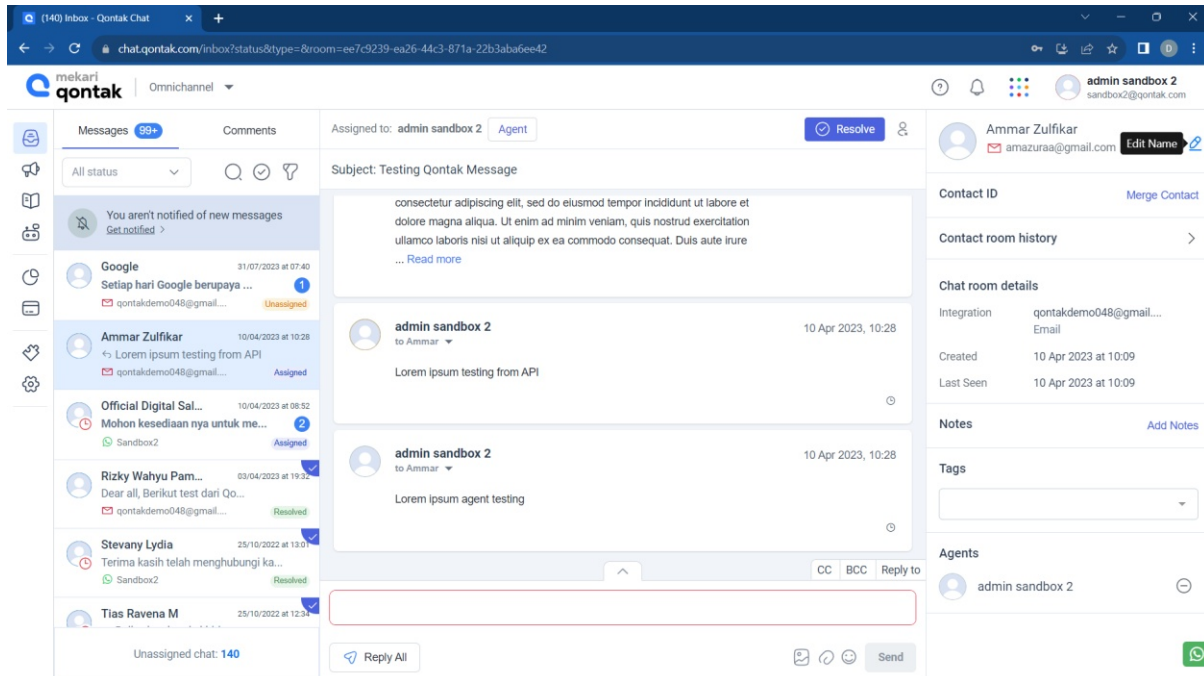 (140) Inbox - Qontak Chat
chat.qontak.com/inbox?status&type=&room=ee7c9239-ea26-44c3-871a-22b3aba6ee42
D
mekari
qontak
Omnichannel
admin sandbox 2
sandbox2@qontak.com
Messages 99+
Comments
All status
You aren't notified of new messages
Get notified >
Google 31/07/2023 at 07:40
Setiap hari Google berupaya ... 1
qontakdemo048@gmail.... Unassigned
Ammar Zulfikar 10/04/2023 at 10:28
Lorem ipsum testing from API
qontakdemo048@gmail.... Assigned
Official Digital Sal... 10/04/2023 at 08:52
Mohon kesediaan nya untuk me... 2
Sandbox2 Assigned
Rizky Wahyu Pam... 03/04/2023 at 19:32
Dear all, Berikut test dari Qo...
qontakdemo048@gmail.... Resolved
Stevany Lydia 25/10/2022 at 13:01
Terima kasih telah menghubungi ka...
Sandbox2 Resolved
Tias Ravena M 25/10/2022 at 12:34
Unassigned chat: 140
Assigned to: admin sandbox 2 Agent
Resolve
Subject: Testing Qontak Message
consectetur adipiscing elit, sed do eiusmod tempor incididunt ut labore et
dolore magna aliqua. Ut enim ad minim veniam, quis nostrud exercitation
ullamco laboris nisi ut aliquip ex ea commodo consequat. Duis aute irure
... Read more
admin sandbox 2 10 Apr 2023, 10:28
to Ammar
Lorem ipsum testing from API
admin sandbox 2 10 Apr 2023, 10:28
to Ammar
Lorem ipsum agent testing
CC BCC Reply to
Reply All
Send
Ammar Zulfikar
amazuraa@gmail.com
Edit Name
Contact ID Merge Contact
Contact room history
Chat room details
Integration qontakdemo048@gmail....
Email
Created 10 Apr 2023 at 10:09
Last Seen 10 Apr 2023 at 10:09
Notes Add Notes
Tags
Agents
admin sandbox 2